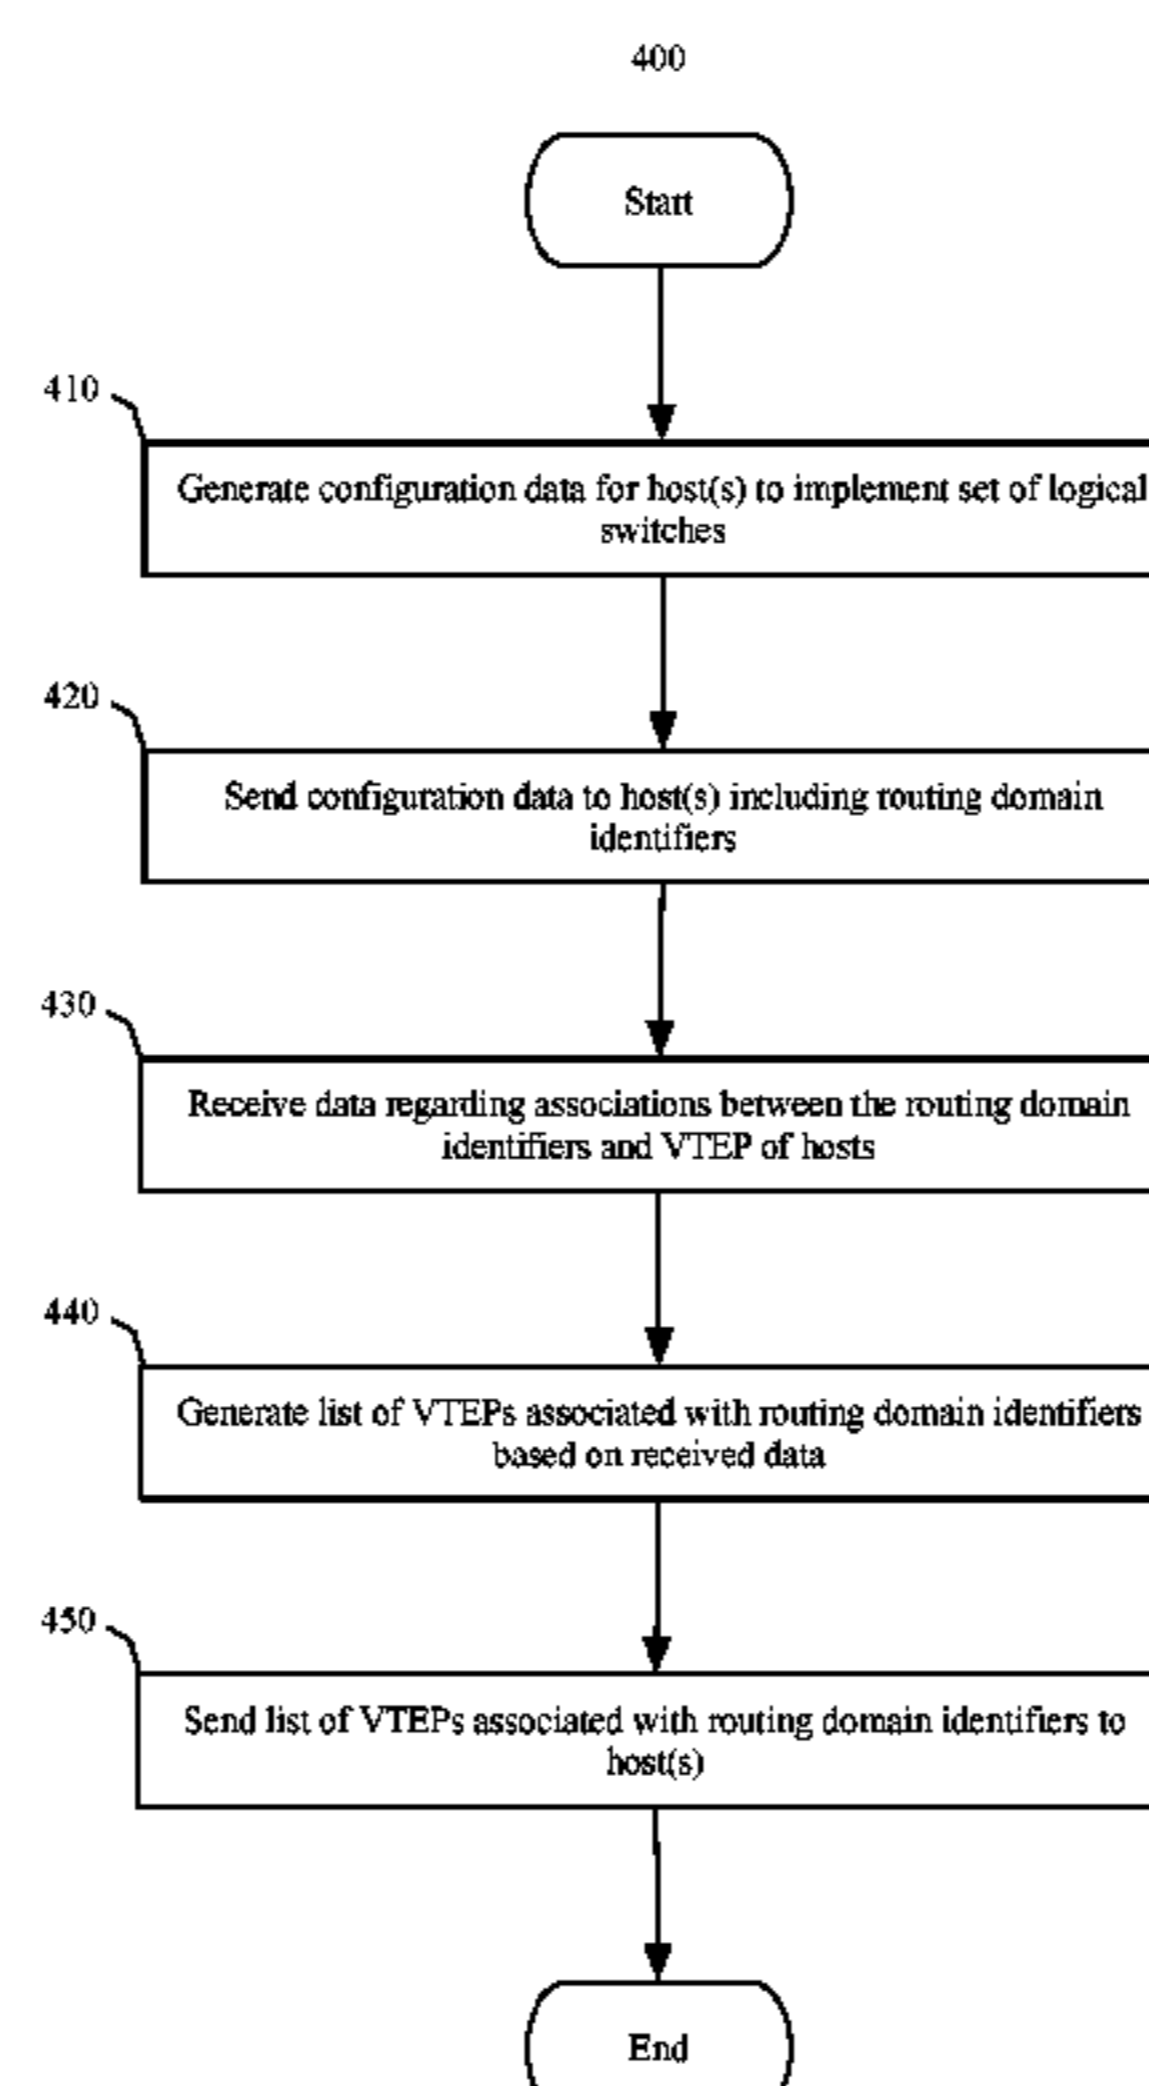 400
Start
410
Generate configuration data for host(s) to implement set of logical
switches
420
Send configuration data to host(s) including routing domain
identifiers
430
Receive data regarding associations between the routing domain
identifiers and VTEP of hosts
440
Generate list of VTEPs associated with routing domain identifiers
based on received data
450
Send list of VTEPs associated with routing domain identifiers to
host(s)
End